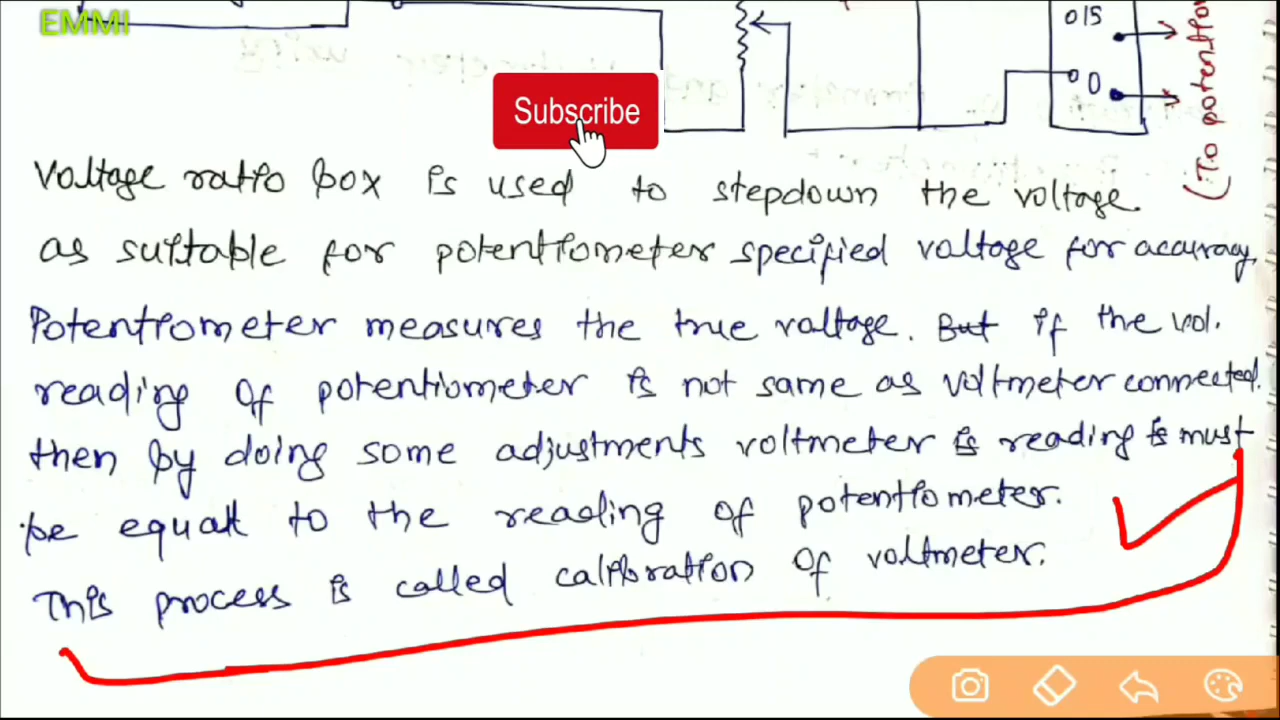 EMMI
015
0
(To potentio
Subscribe
Voltage ratio box is used to stepdown the voltage.
as suitable for potentiometer specified voltage for accuracy,
Potentiometer measures the true voltage. But if the vol.
reading of potentiometer is not same as voltmeter connected.
then by doing some adjustments voltmeter is reading is must
be equal to the reading of potentiometer.
This process is called calibration of voltmeter.